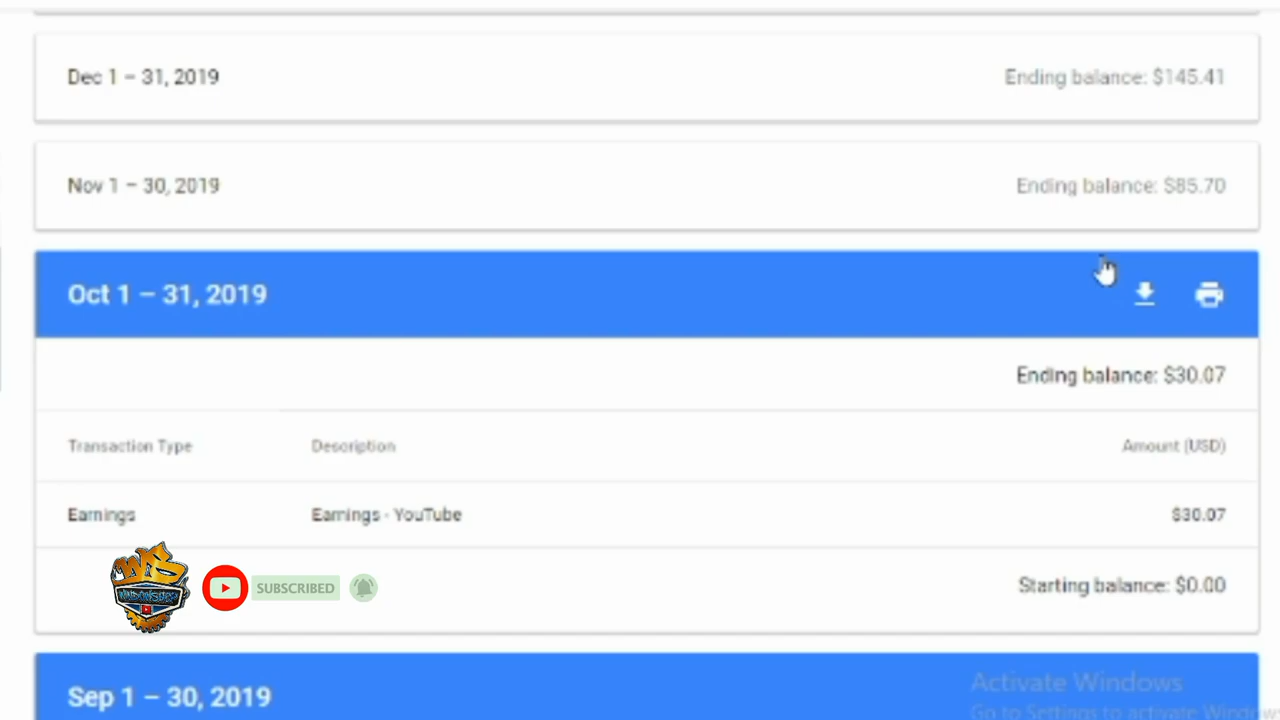 Dec 1 – 31, 2019
Ending balance: $145.41
Nov 1 – 30, 2019
Ending balance: $85.70
Oct 1 – 31, 2019
Ending balance: $30.07
Transaction Type Description Amount (USD)
Earnings Earnings - YouTube $30.07
WS
SUBSCRIBED
Starting balance: $0.00
Sep 1 – 30, 2019
Activate Windows
Go to Settings to activate Windows